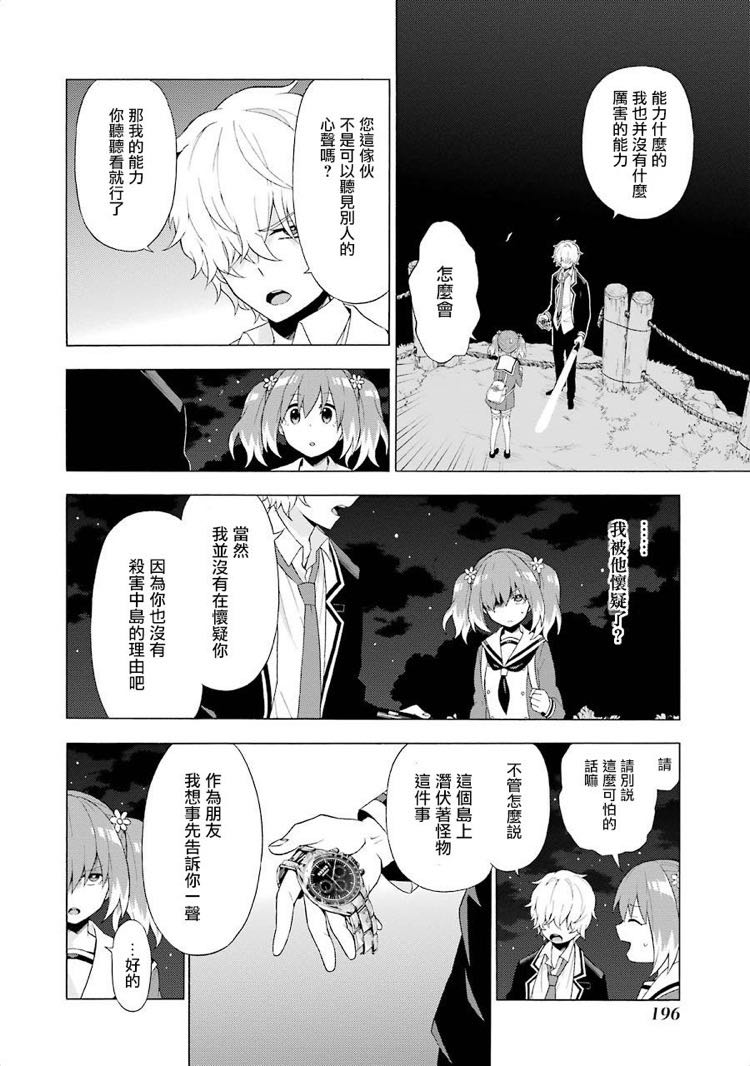 能力什麼的
我也并沒有什麼
厲害的能力
怎麼會
您這傢伙
不是可以聽見別人的
心聲嗎？
那我的能力
你聽聽看就行了
……
我被他懷疑了？
當然
我並沒有在懷疑你
因為你也沒有
殺害中島的理由吧
請
請別說
這麼可怕的
話嘛
不管怎麼說
這個島上
潛伏著怪物
這件事
作為朋友
我想事先告訴你一聲
…好的
196